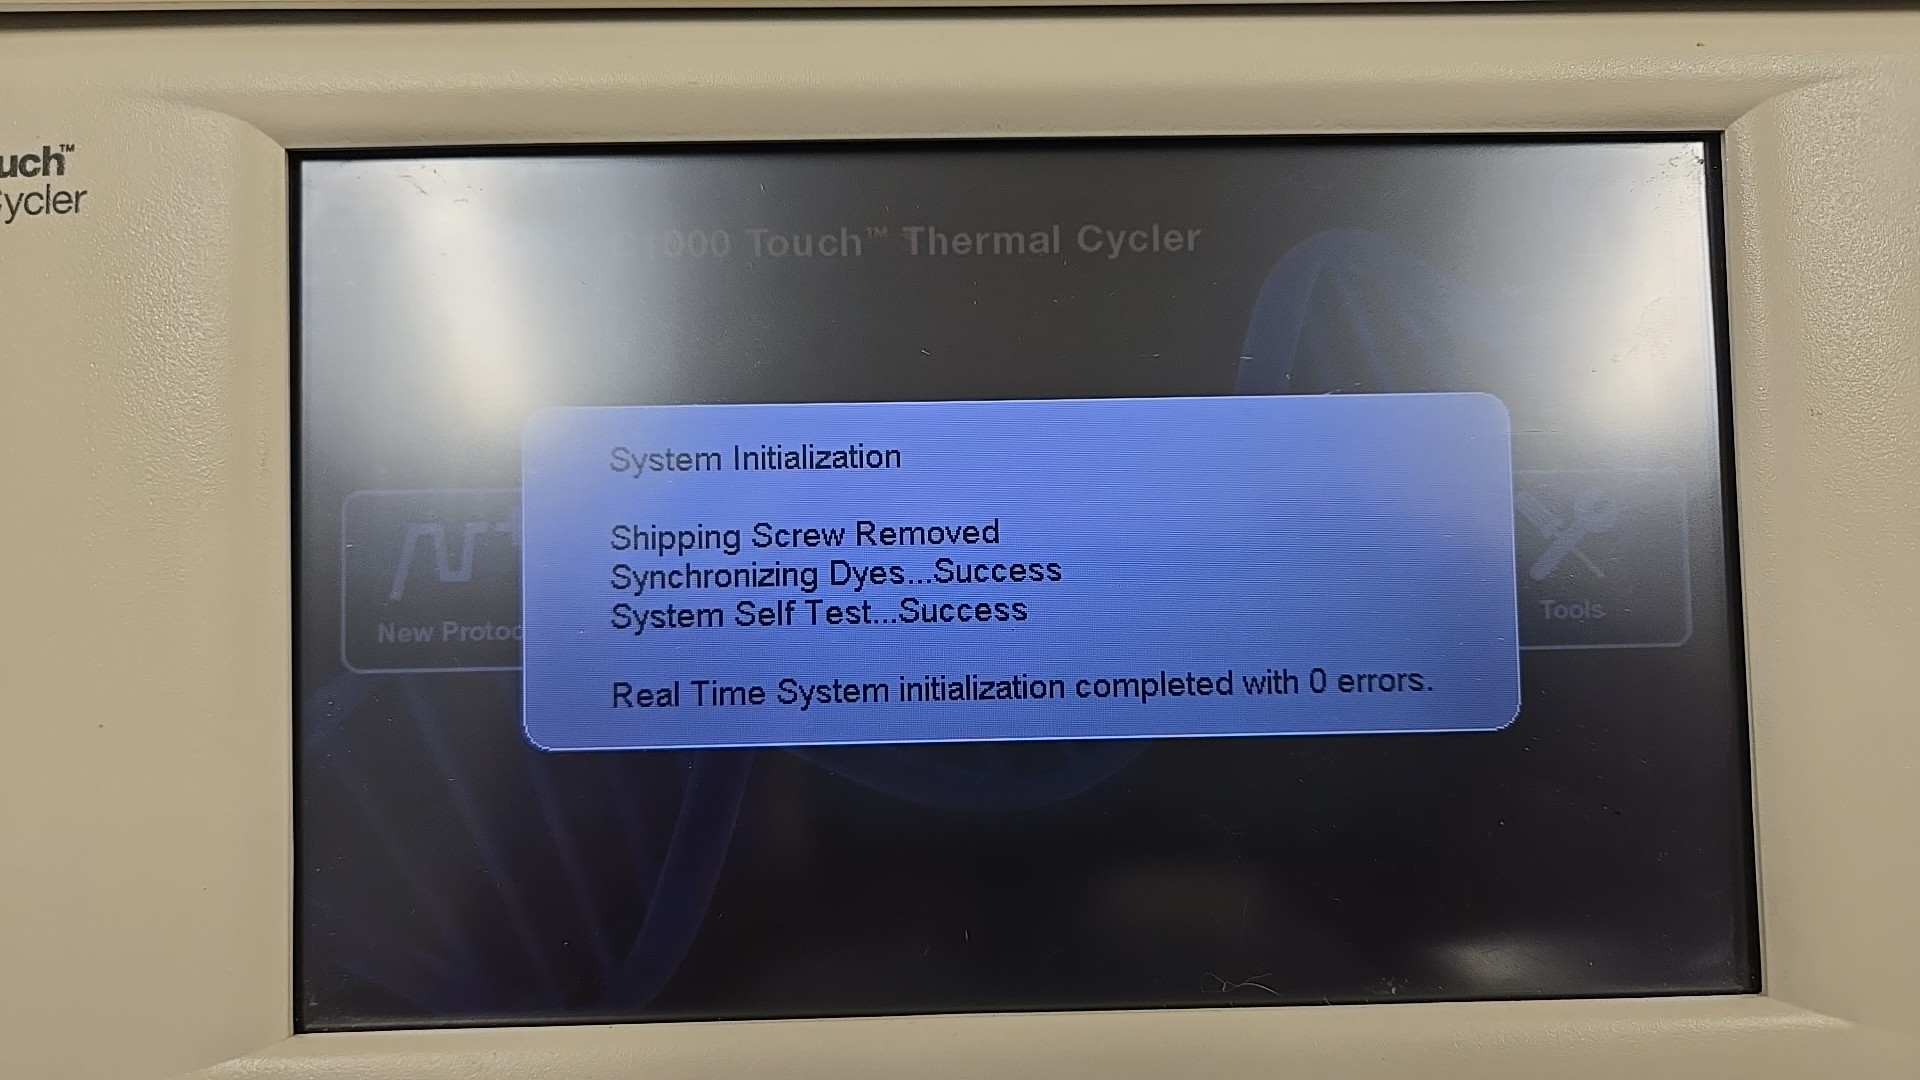 uch™
ycler
1000 Touch™ Thermal Cycler
System Initialization
Shipping Screw Removed
Synchronizing Dyes...Success
System Self Test...Success
Real Time System initialization completed with 0 errors.
New Protoc
Tools